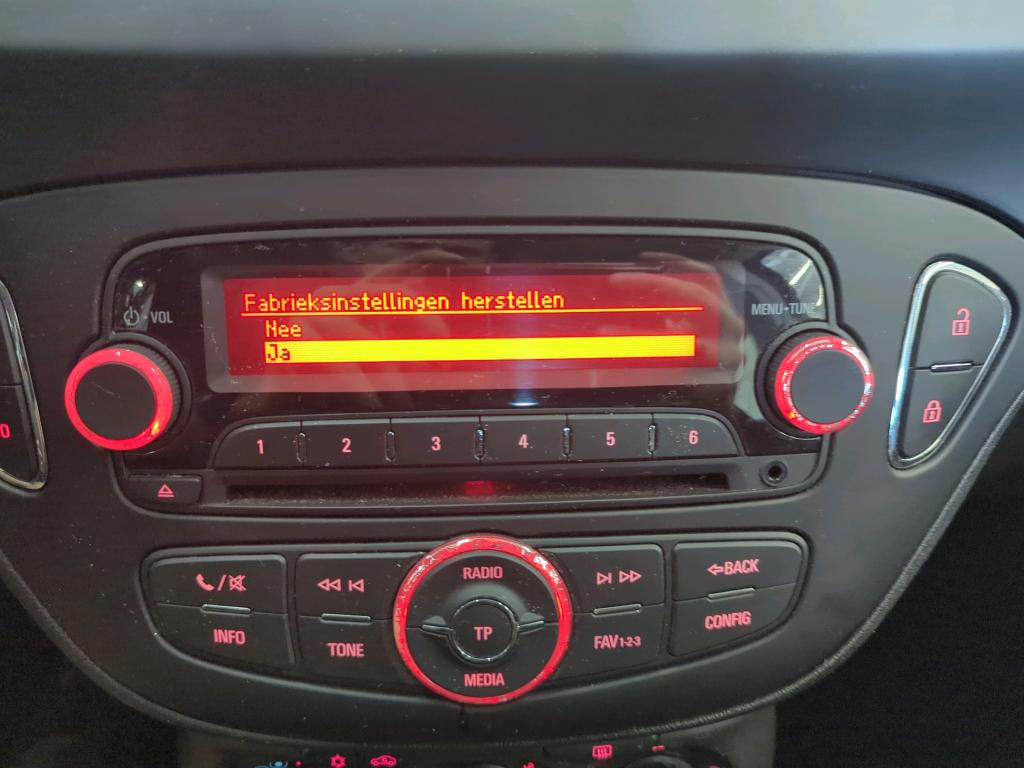 Fabrieksinstellingen herstellen
Nee
Ja
VOL
MENU-TUNE
1 2 3 4 5 6
RADIO
BACK
INFO
TONE
TP
FAV1-2-3
CONFIG
MEDIA